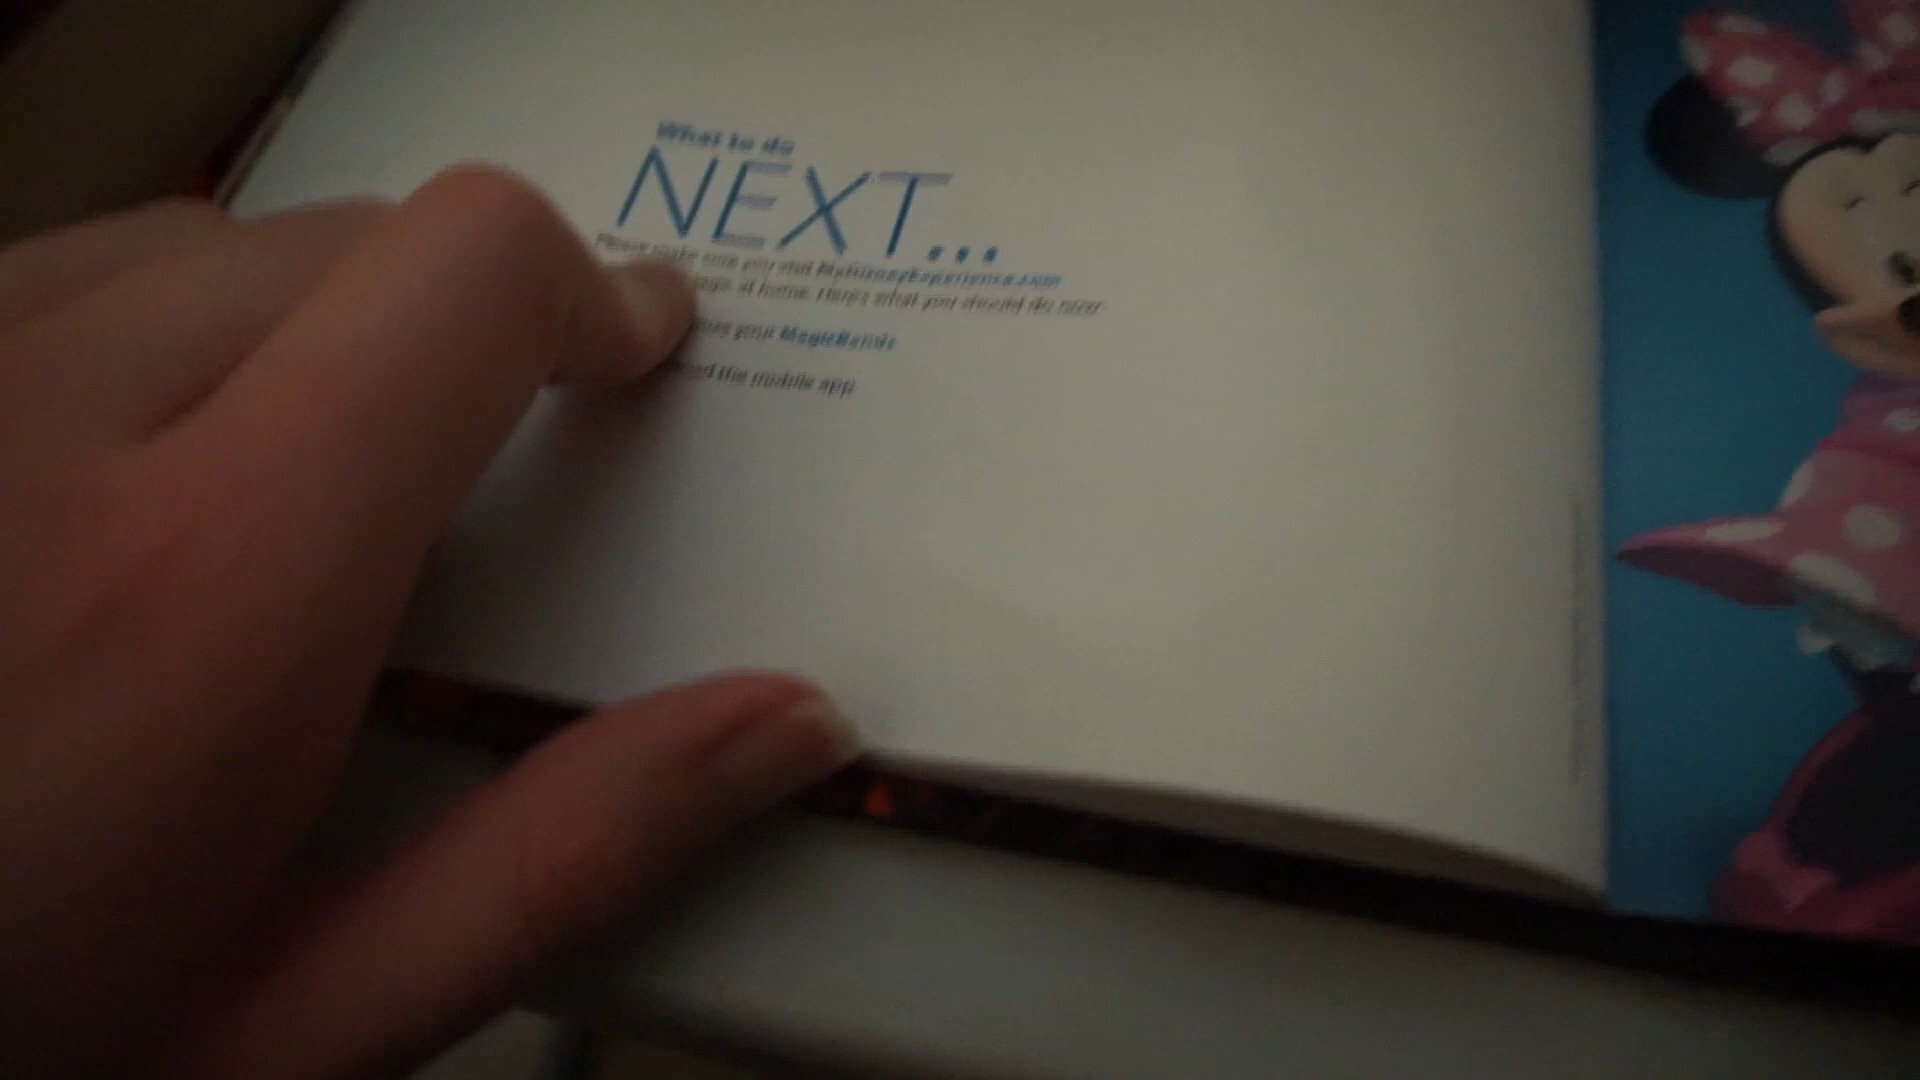 What to do
NEXT...
Please make sure you visit MyDisneyExperience.com
at home. Here's what you should do next
your MagicBands
the mobile app